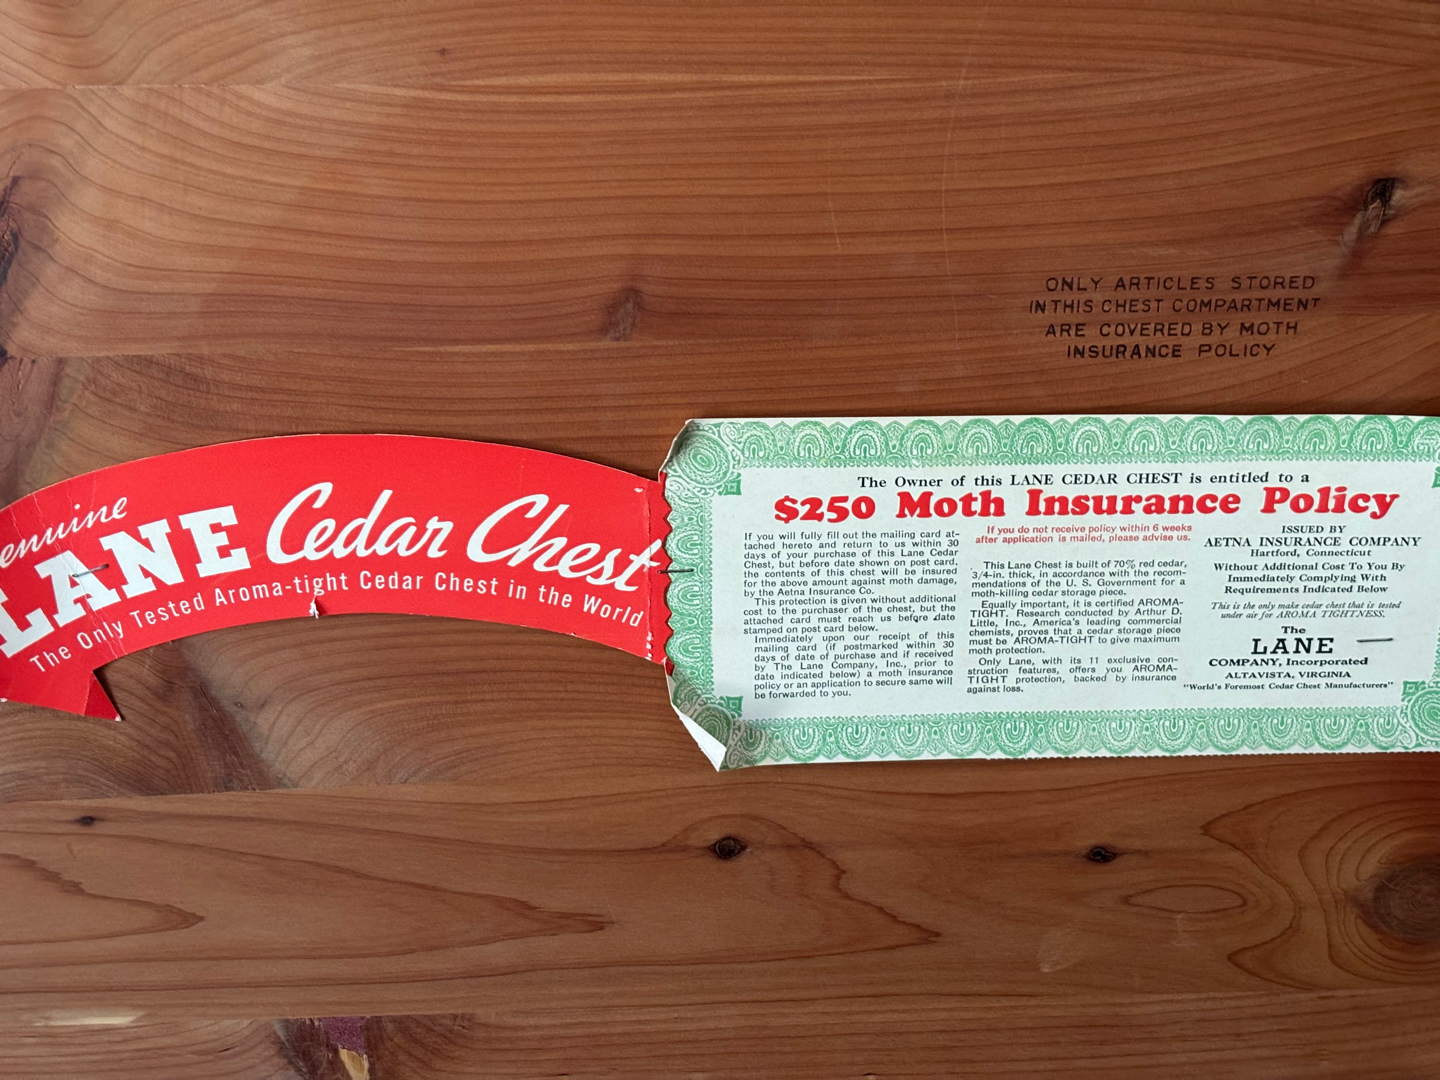 ONLY ARTICLES STORED
IN THIS CHEST COMPARTMENT
ARE COVERED BY MOTH
INSURANCE POLICY
LANE Cedar Chest
The Only Tested Aroma-tight Cedar Chest in the World
The Owner of this LANE CEDAR CHEST is entitled to a
$250 Moth Insurance Policy
If you will fully fill out the mailing card at-
tached hereto and return to us within 30
days of your purchase of this Lane Cedar
Chest, but before date shown on post card,
the contents of this chest will be insured
for the above amount against moth damage,
by the Aetna Insurance Co.
This protection is given without additional
cost to the purchaser of the chest, but the
attached card must reach us before date
stamped on post card below.
Immediately upon our receipt of this
mailing card (if postmarked within 30
days of date of purchase and if received
by The Lane Company, Inc., prior to
date indicated below) a moth insurance
policy or an application to secure same will
be forwarded to you.
If you do not receive policy within 6 weeks
after application is mailed, please advise us.
This Lane Chest is built of 70% red cedar,
3/4-in. thick, in accordance with the recom-
mendations of the U. S. Government for a
moth-killing cedar storage piece.
Equally important, it is certified AROMA-
TIGHT. Research conducted by Arthur D.
Little, Inc., America's leading commercial
chemists, proves that a cedar storage piece
must be AROMA-TIGHT to give maximum
moth protection.
Only Lane, with its 11 exclusive con-
struction features, offers you AROMA-
TIGHT protection, backed by insurance
against loss.
ISSUED BY
AETNA INSURANCE COMPANY
Hartford, Connecticut
Without Additional Cost To You By
Immediately Complying With
Requirements Indicated Below
This is the only make cedar chest that is tested
under air for AROMA TIGHTNESS.
The
LANE
COMPANY, Incorporated
ALTAVISTA, VIRGINIA
"World's Foremost Cedar Chest Manufacturers"